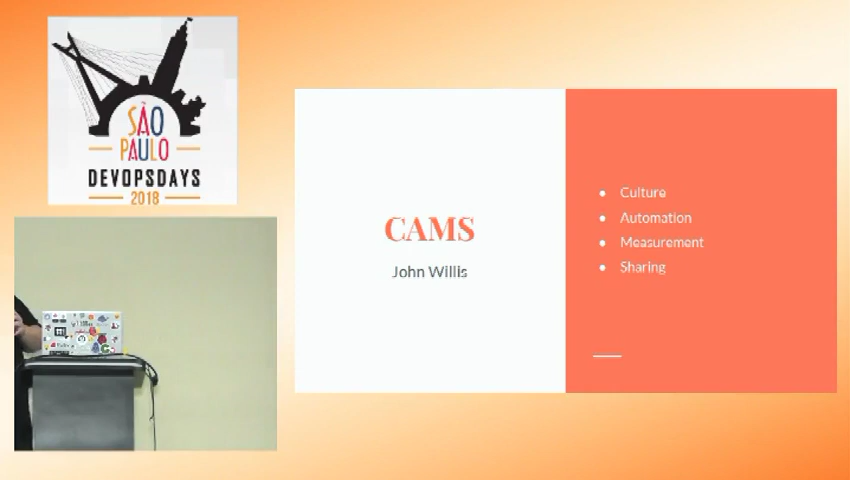 SÃO
PAULO
DEVOPSDAYS
2018
CAMS
John Willis
Culture
Automation
Measurement
Sharing